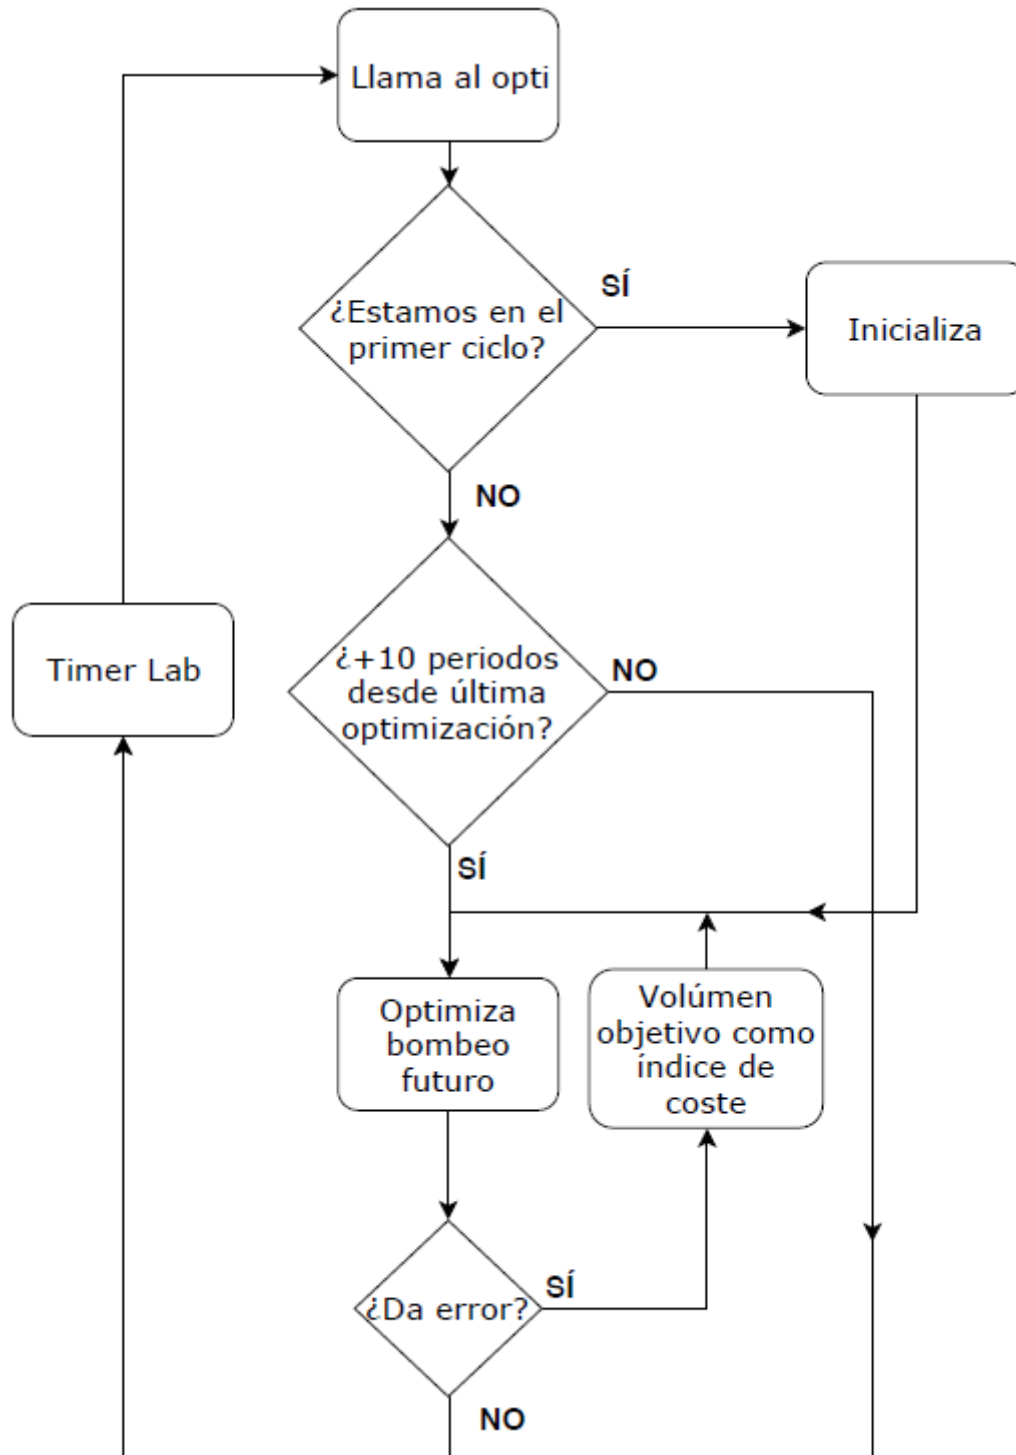 Llama al opti
SÍ
¿Estamos en el
primer ciclo?
Inicializa
NO
Timer Lab
¿+10 periodos
desde última
optimización?
NO
SÍ
Optimiza
bombeo
futuro
Volúmen
objetivo como
índice de
coste
¿Da error?
SÍ
NO